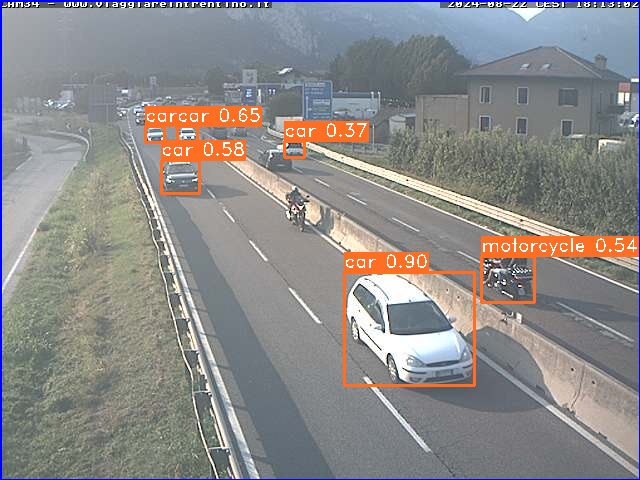 CAM34 - www.viaggiareintrentino.it
2024-08-22 CEST 18:13:02
carcar 0.65
car 0.37
car 0.58
motorcycle 0.54
car 0.90